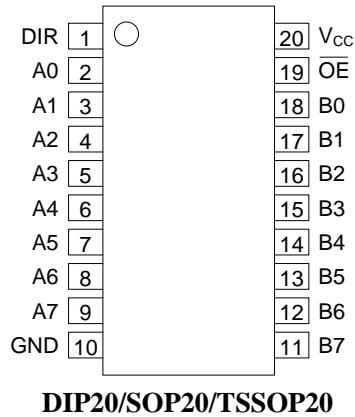 DIR 1 20 VCC
A0 2 19 OE
A1 3 18 B0
A2 4 17 B1
A3 5 16 B2
A4 6 15 B3
A5 7 14 B4
A6 8 13 B5
A7 9 12 B6
GND 10 11 B7
DIP20/SOP20/TSSOP20